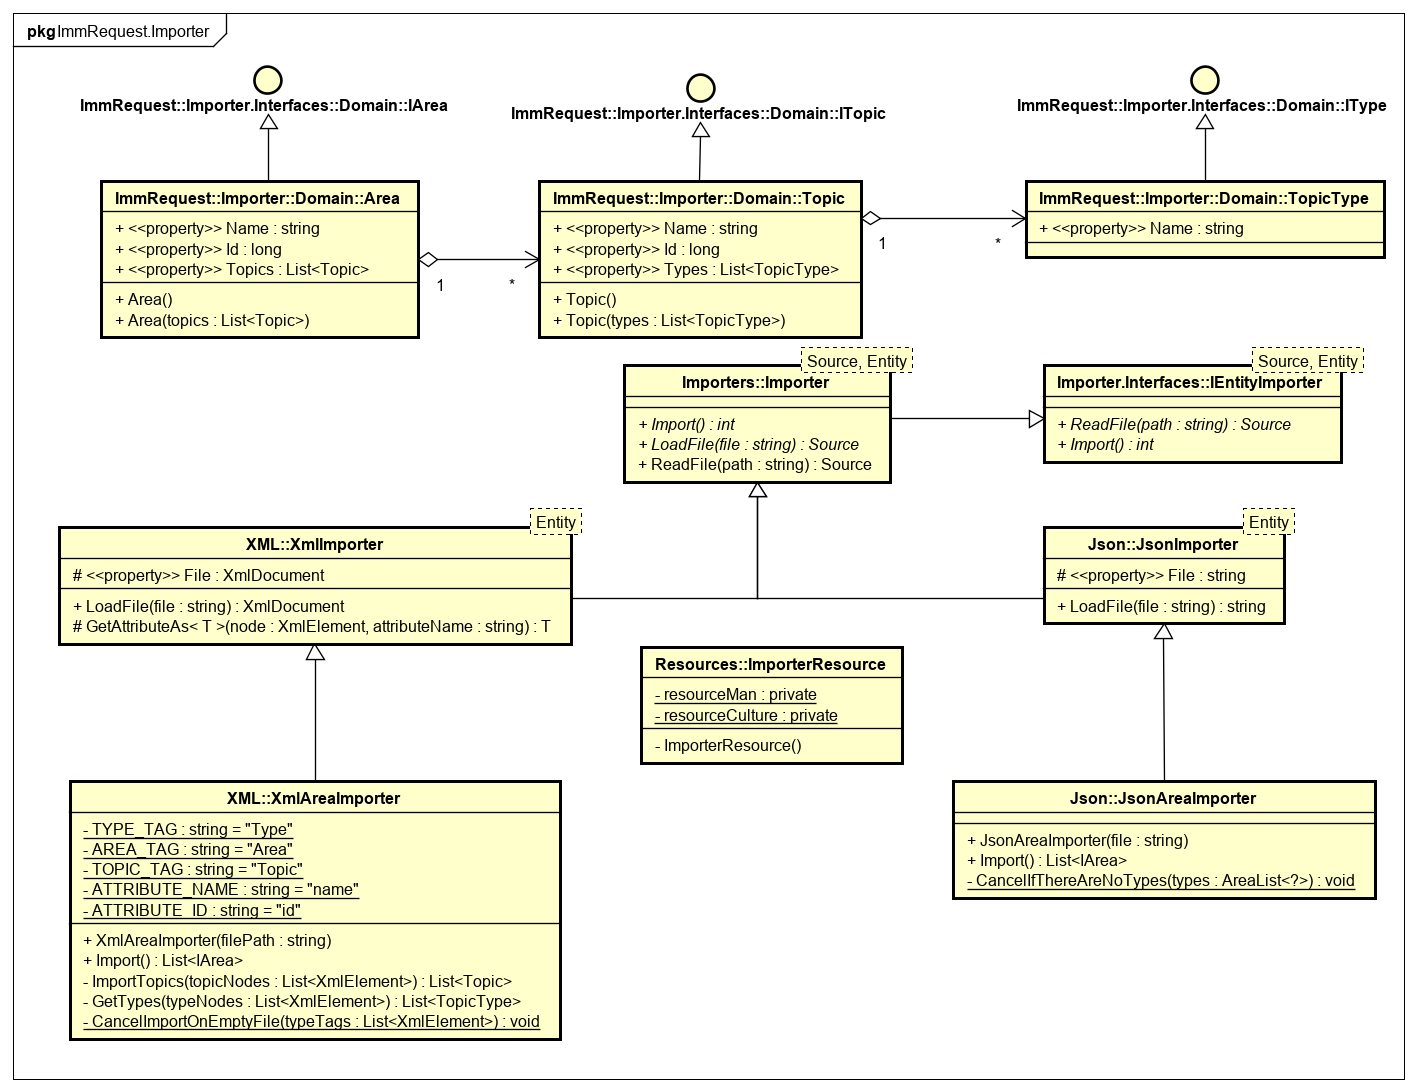 pkg ImmRequest.Importer
ImmRequest::Importer.Interfaces::Domain::IArea
ImmRequest::Importer.Interfaces::Domain::ITopic
ImmRequest::Importer.Interfaces::Domain::IType
ImmRequest::Importer::Domain::Area
+ <<property>> Name : string
+ <<property>> Id : long
+ <<property>> Topics : List<Topic>
+ Area()
+ Area(topics : List<Topic>)
1
*
ImmRequest::Importer::Domain::Topic
+ <<property>> Name : string
+ <<property>> Id : long
+ <<property>> Types : List<TopicType>
+ Topic()
+ Topic(types : List<TopicType>)
1
*
ImmRequest::Importer::Domain::TopicType
+ <<property>> Name : string
Source, Entity
Importers::Importer
+ Import() : int
+ LoadFile(file : string) : Source
+ ReadFile(path : string) : Source
Source, Entity
Importer.Interfaces::IEntityImporter
+ ReadFile(path : string) : Source
+ Import() : int
Entity
XML::XmlImporter
# <<property>> File : XmlDocument
+ LoadFile(file : string) : XmlDocument
# GetAttributeAs< T >(node : XmlElement, attributeName : string) : T
Entity
Json::JsonImporter
# <<property>> File : string
+ LoadFile(file : string) : string
Resources::ImporterResource
- resourceMan : private
- resourceCulture : private
- ImporterResource()
XML::XmlAreaImporter
- TYPE_TAG : string = "Type"
- AREA_TAG : string = "Area"
- TOPIC_TAG : string = "Topic"
- ATTRIBUTE_NAME : string = "name"
- ATTRIBUTE_ID : string = "id"
+ XmlAreaImporter(filePath : string)
+ Import() : List<IArea>
- ImportTopics(topicNodes : List<XmlElement>) : List<Topic>
- GetTypes(typeNodes : List<XmlElement>) : List<TopicType>
- CancelImportOnEmptyFile(typeTags : List<XmlElement>) : void
Json::JsonAreaImporter
+ JsonAreaImporter(file : string)
+ Import() : List<IArea>
- CancelIfThereAreNoTypes(types : AreaList<?>) : void